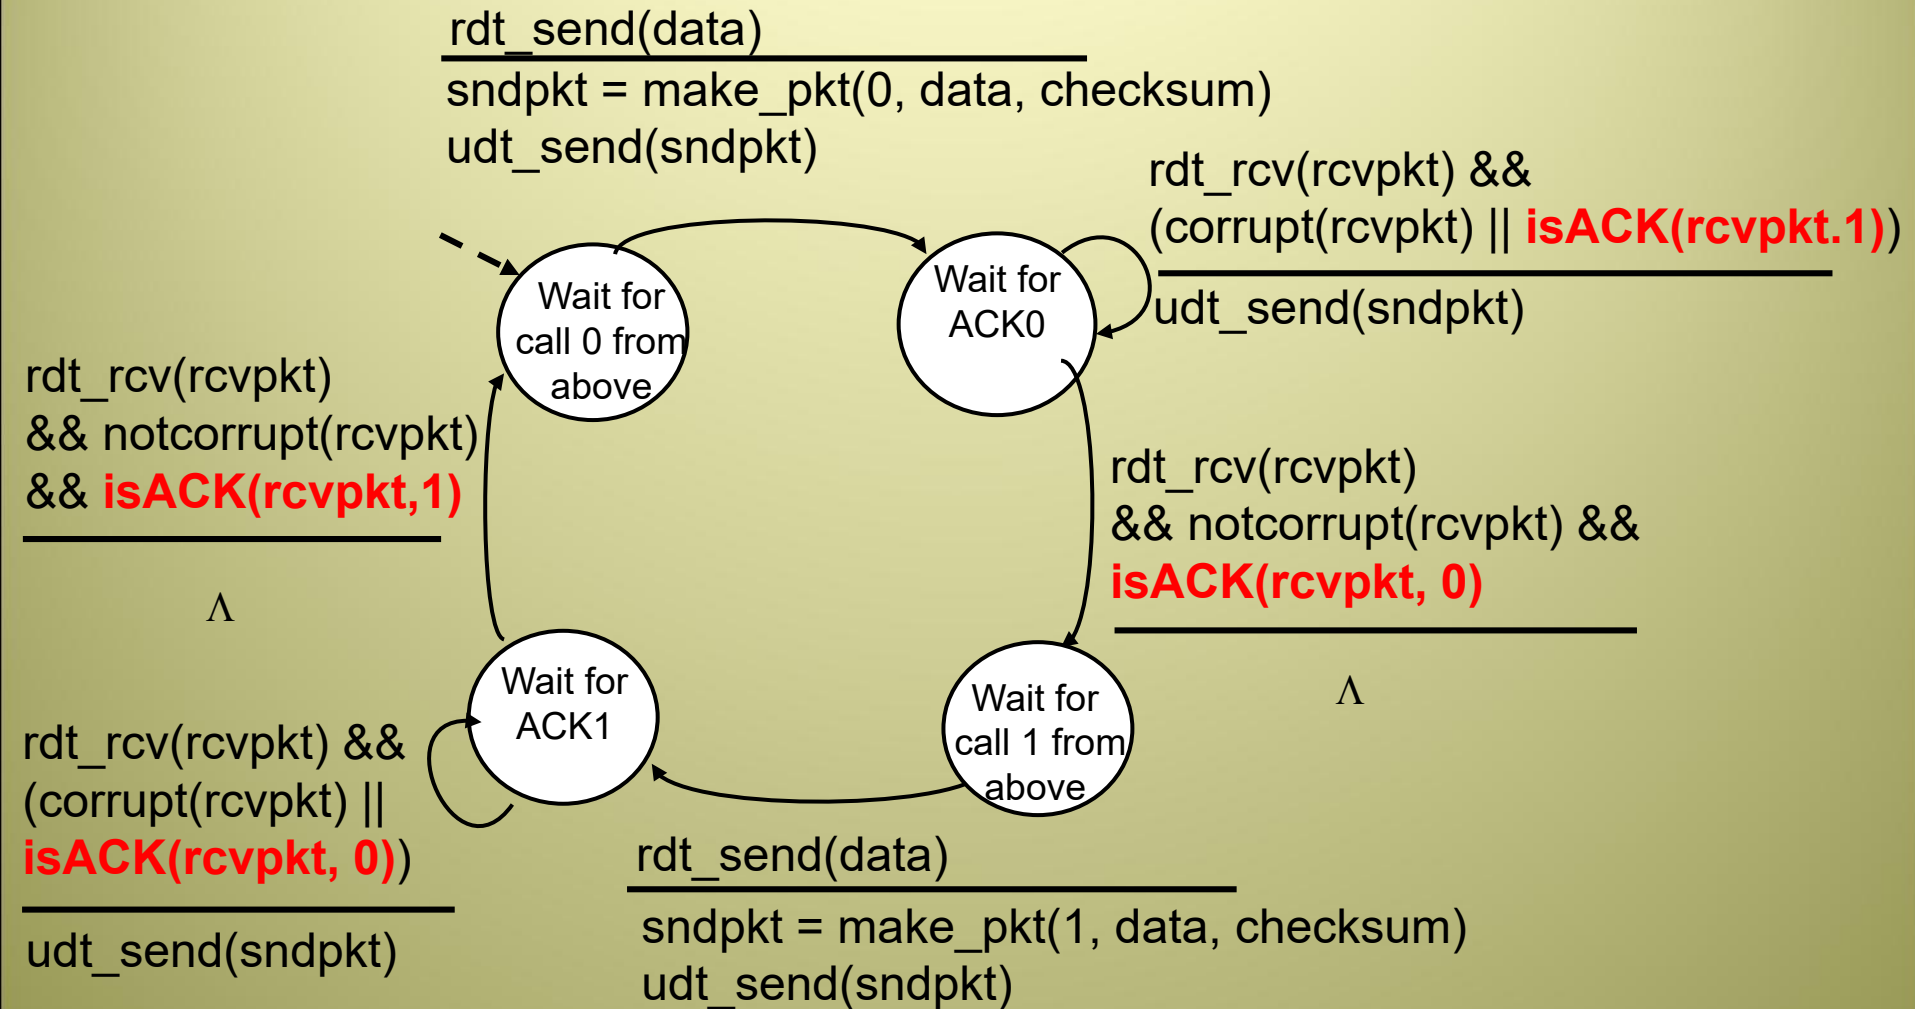 rdt_send(data)
sndpkt = make_pkt(0, data, checksum)
udt_send(sndpkt)
rdt_rcv(rcvpkt) &&
(corrupt(rcvpkt) || isACK(rcvpkt.1))
udt_send(sndpkt)
Wait for
call 0 from
above
Wait for
ACK0
rdt_rcv(rcvpkt)
&& notcorrupt(rcvpkt)
&& isACK(rcvpkt,1)
Λ
rdt_rcv(rcvpkt)
&& notcorrupt(rcvpkt) &&
isACK(rcvpkt, 0)
Λ
Wait for
ACK1
Wait for
call 1 from
above
rdt_rcv(rcvpkt) &&
(corrupt(rcvpkt) ||
isACK(rcvpkt, 0))
udt_send(sndpkt)
rdt_send(data)
sndpkt = make_pkt(1, data, checksum)
udt_send(sndpkt)